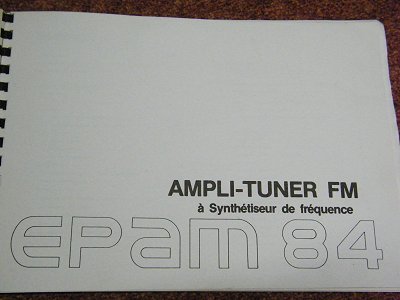 AMPLI-TUNER FM
à Synthétiseur de fréquence
EPAM 84